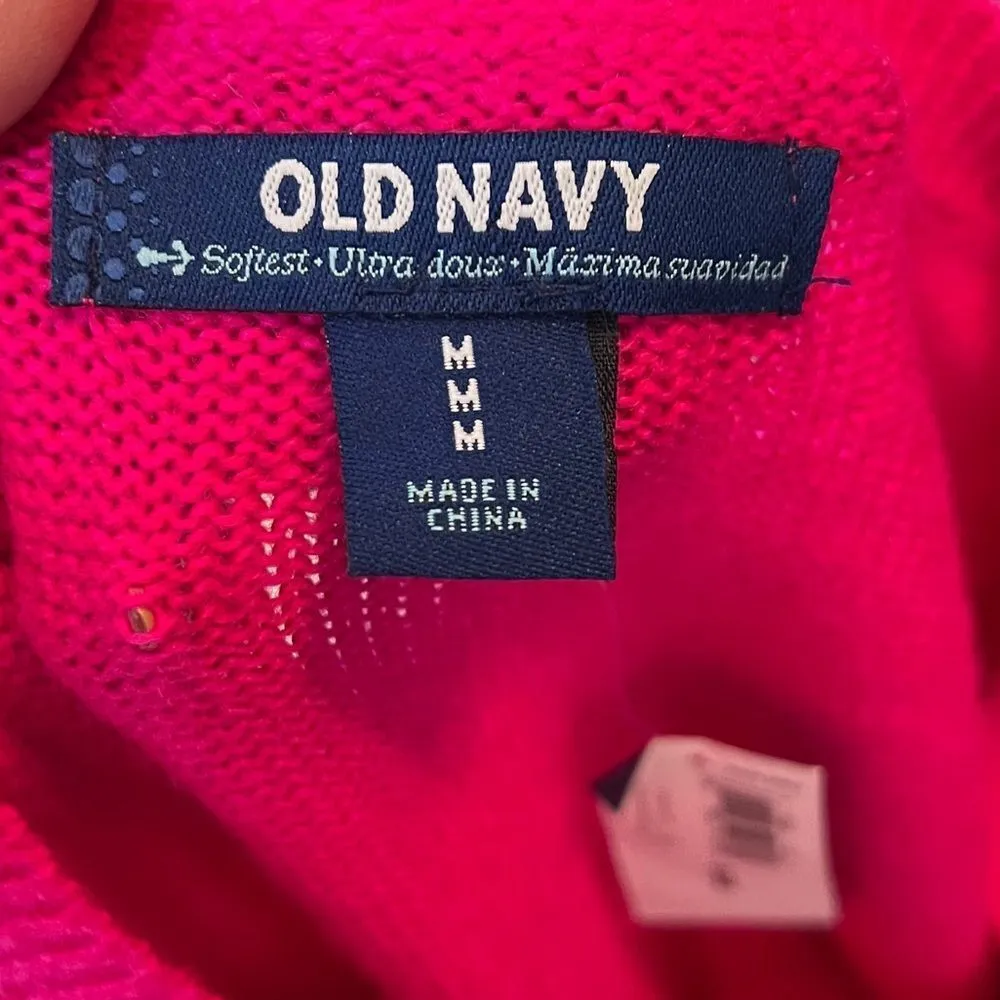 OLD NAVY
Softest•Ultra doux•Máxima suavidad
M
M
M
MADE IN
CHINA